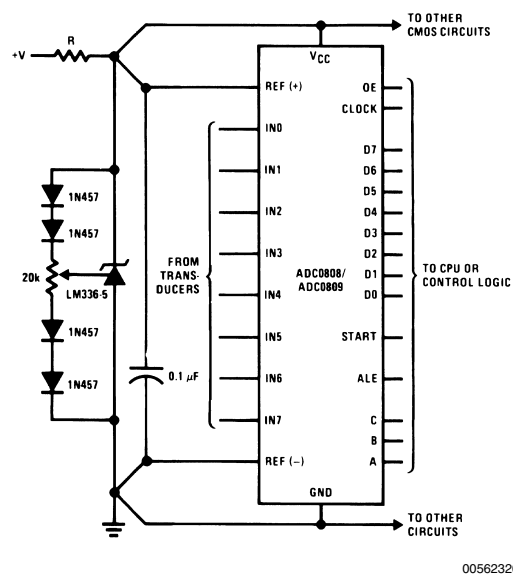 TO OTHER
CMOS CIRCUITS
R
+V
VCC
REF (+)
OE
CLOCK
IN0
IN1
IN2
IN3
IN4
IN5
IN6
IN7
REF (−)
D7
D6
D5
D4
D3
D2
D1
D0
START
ALE
C
B
A
GND
ADC0808/
ADC0809
FROM
TRANS-
DUCERS
TO CPU OR
CONTROL LOGIC
1N457
1N457
20k
LM336-5
1N457
1N457
0.1 μF
TO OTHER
CIRCUITS